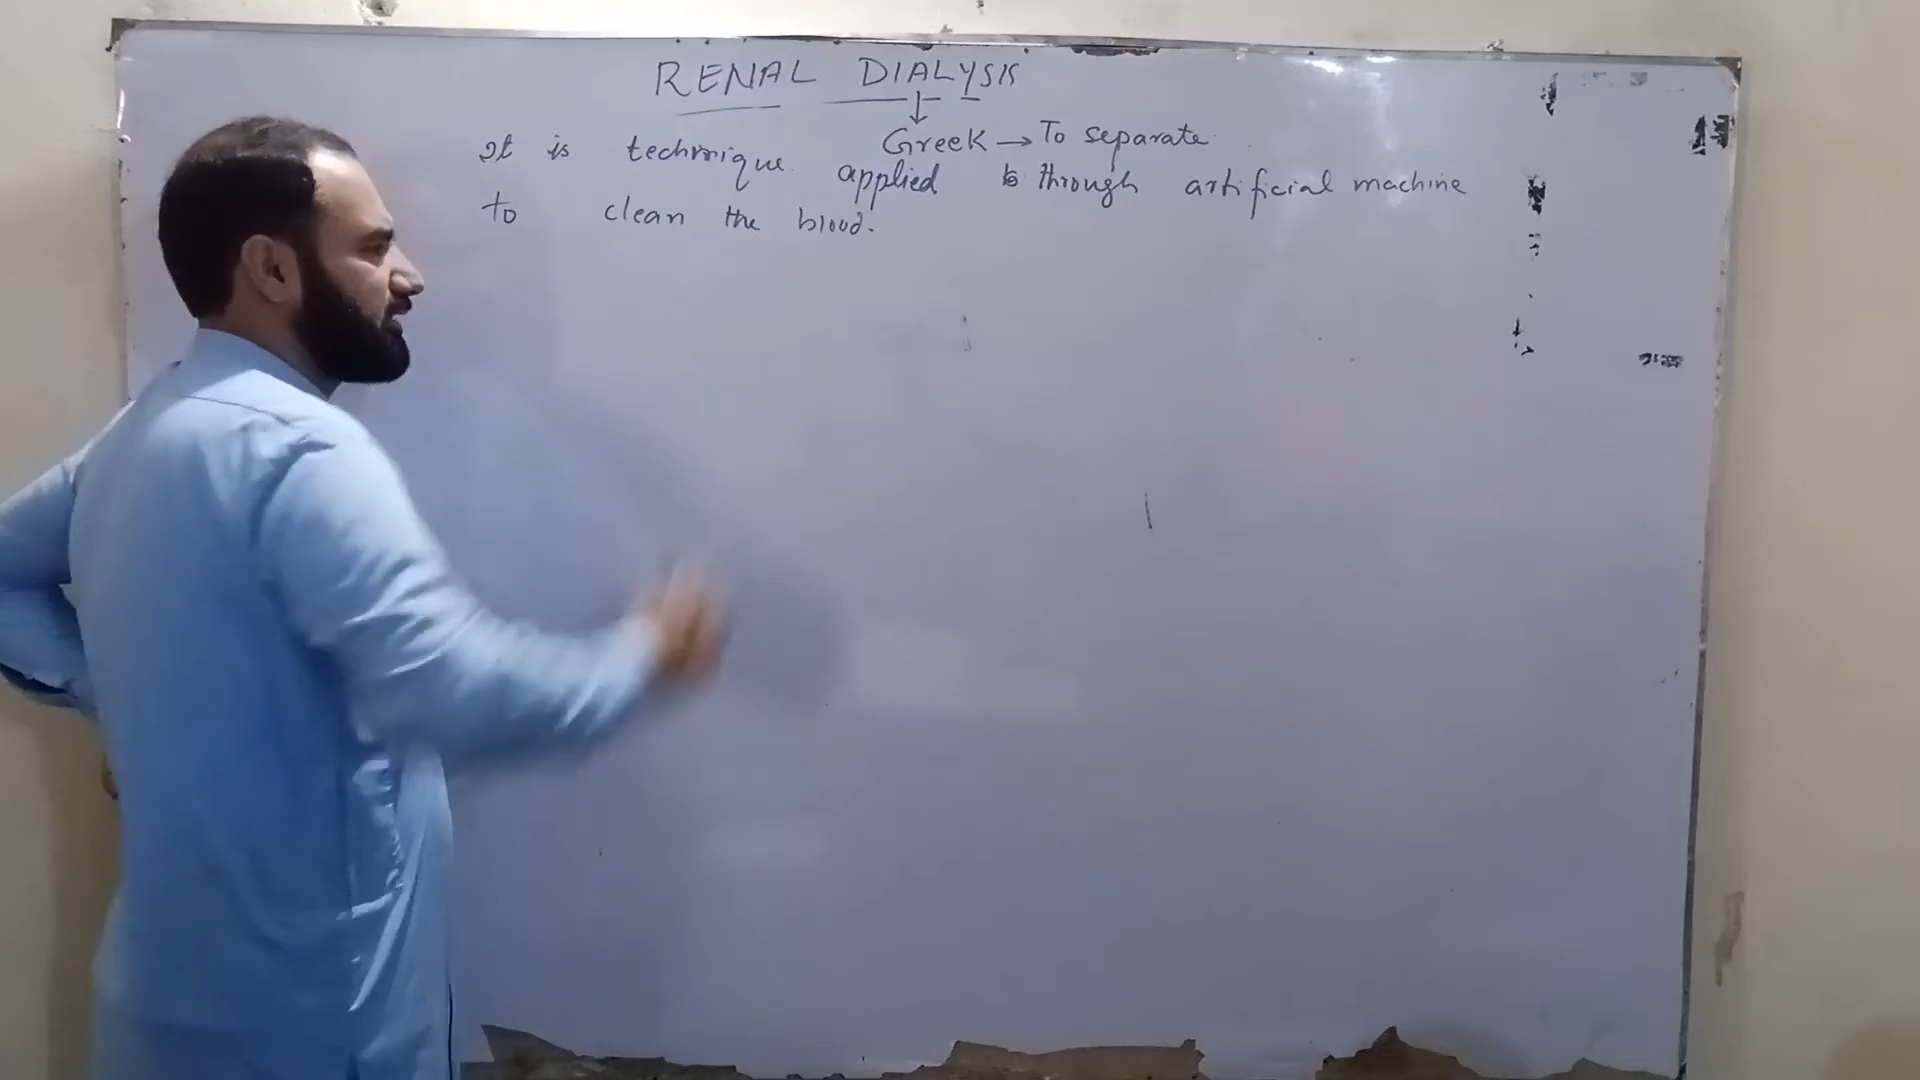 RENAL DIALYSIS
↓
Greek → To separate
It is technique applied through artificial machine
to clean the blood.